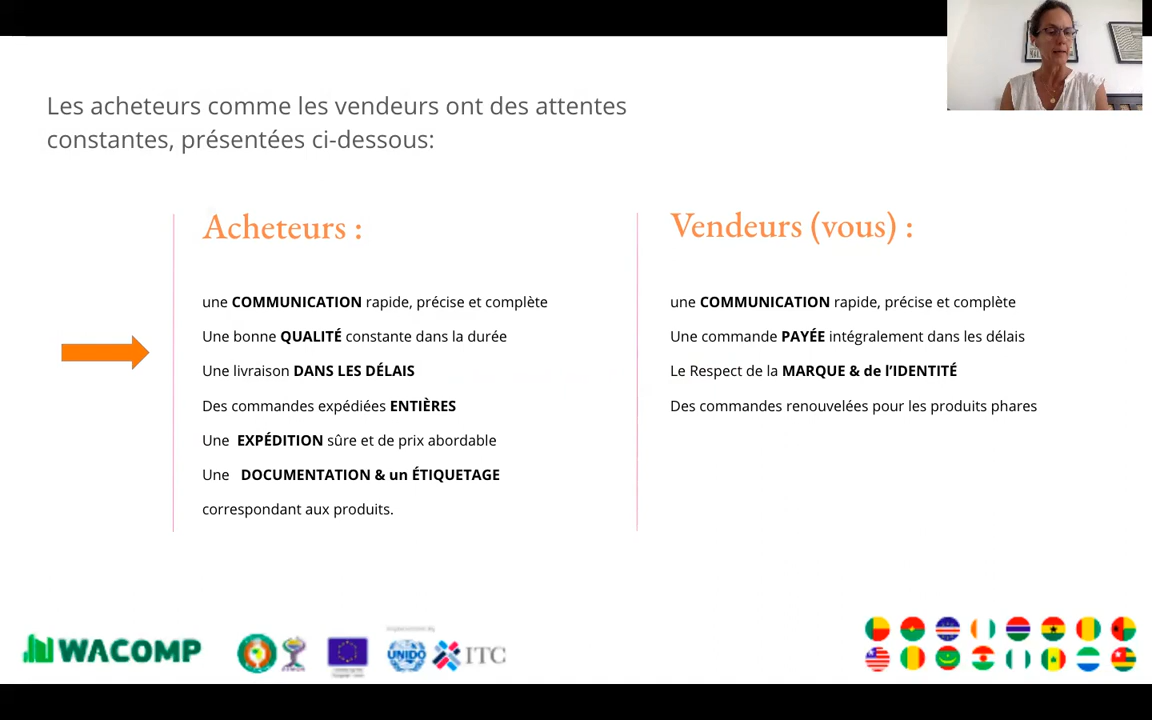 Les acheteurs comme les vendeurs ont des attentes
constantes, présentées ci-dessous:
Acheteurs :
une COMMUNICATION rapide, précise et complète
Une bonne QUALITÉ constante dans la durée
Une livraison DANS LES DÉLAIS
Des commandes expédiées ENTIÈRES
Une EXPÉDITION sûre et de prix abordable
Une DOCUMENTATION & un ÉTIQUETAGE
correspondant aux produits.
Vendeurs (vous) :
une COMMUNICATION rapide, précise et complète
Une commande PAYÉE intégralement dans les délais
Le Respect de la MARQUE & de l’IDENTITÉ
Des commandes renouvelées pour les produits phares
WACOMP
UNIDO
ITC